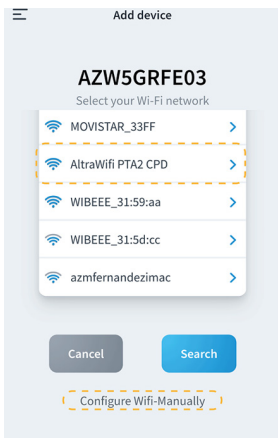 Add device
AZW5GRFE03
Select your Wi-Fi network
MOVISTAR_33FF
AltraWifi PTA2 CPD
WIBEEE_31:59:aa
WIBEEE_31:5d:cc
azmfernandezimac
Cancel
Search
Configure Wifi-Manually